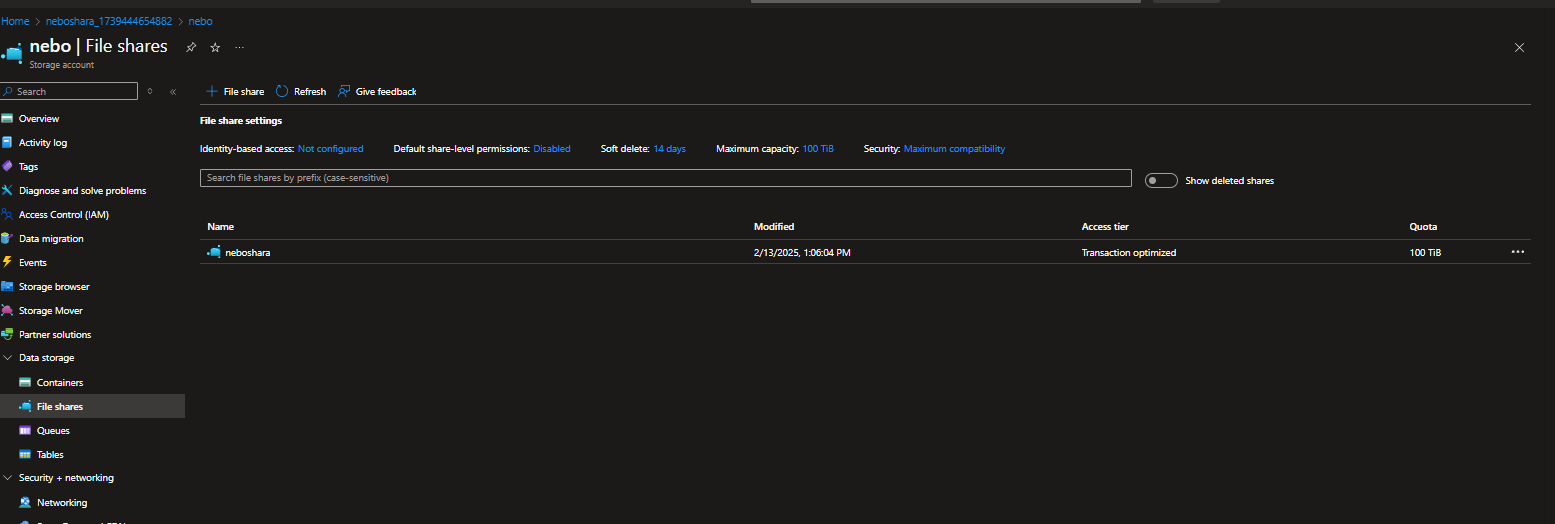 Home > neboshara_1739444654882 > nebo
nebo | File shares
Storage account
Search
Overview
Activity log
Tags
Diagnose and solve problems
Access Control (IAM)
Data migration
Events
Storage browser
Storage Mover
Partner solutions
Data storage
Containers
File shares
Queues
Tables
Security + networking
Networking
File share Refresh Give feedback
File share settings
Identity-based access: Not configured Default share-level permissions: Disabled Soft delete: 14 days Maximum capacity: 100 TiB Security: Maximum compatibility
Search file shares by prefix (case-sensitive) Show deleted shares
Name Modified Access tier Quota
neboshara 2/13/2025, 1:06:04 PM Transaction optimized 100 TiB